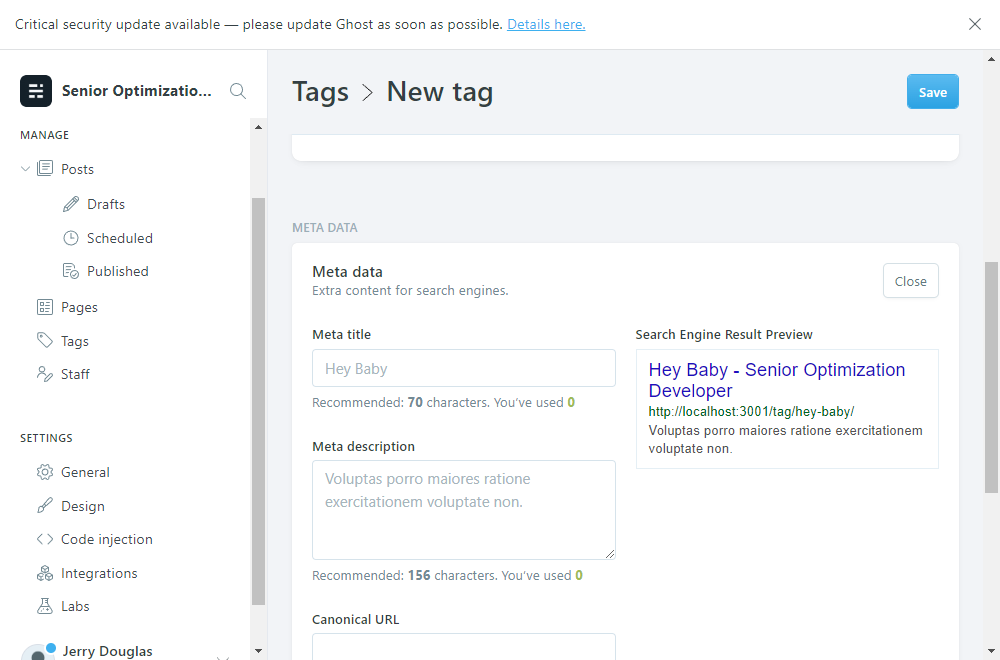 Critical security update available — please update Ghost as soon as possible. Details here.
Senior Optimizatio...
MANAGE
Posts
Drafts
Scheduled
Published
Pages
Tags
Staff
SETTINGS
General
Design
Code injection
Integrations
Labs
Jerry Douglas
Tags > New tag
Save
META DATA
Meta data
Extra content for search engines.
Close
Meta title
Hey Baby
Recommended: 70 characters. You've used 0
Meta description
Voluptas porro maiores ratione
exercitationem voluptate non.
Recommended: 156 characters. You've used 0
Canonical URL
Search Engine Result Preview
Hey Baby - Senior Optimization
Developer
http://localhost:3001/tag/hey-baby/
Voluptas porro maiores ratione exercitationem
voluptate non.